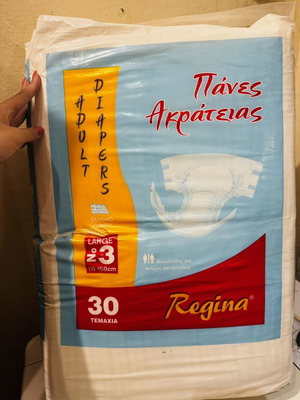 ADULT
DIAPERS
Πάνες
Ακράτειας
LARGE
No 3
30
ΤΕΜΑΧΙΑ
Regina®